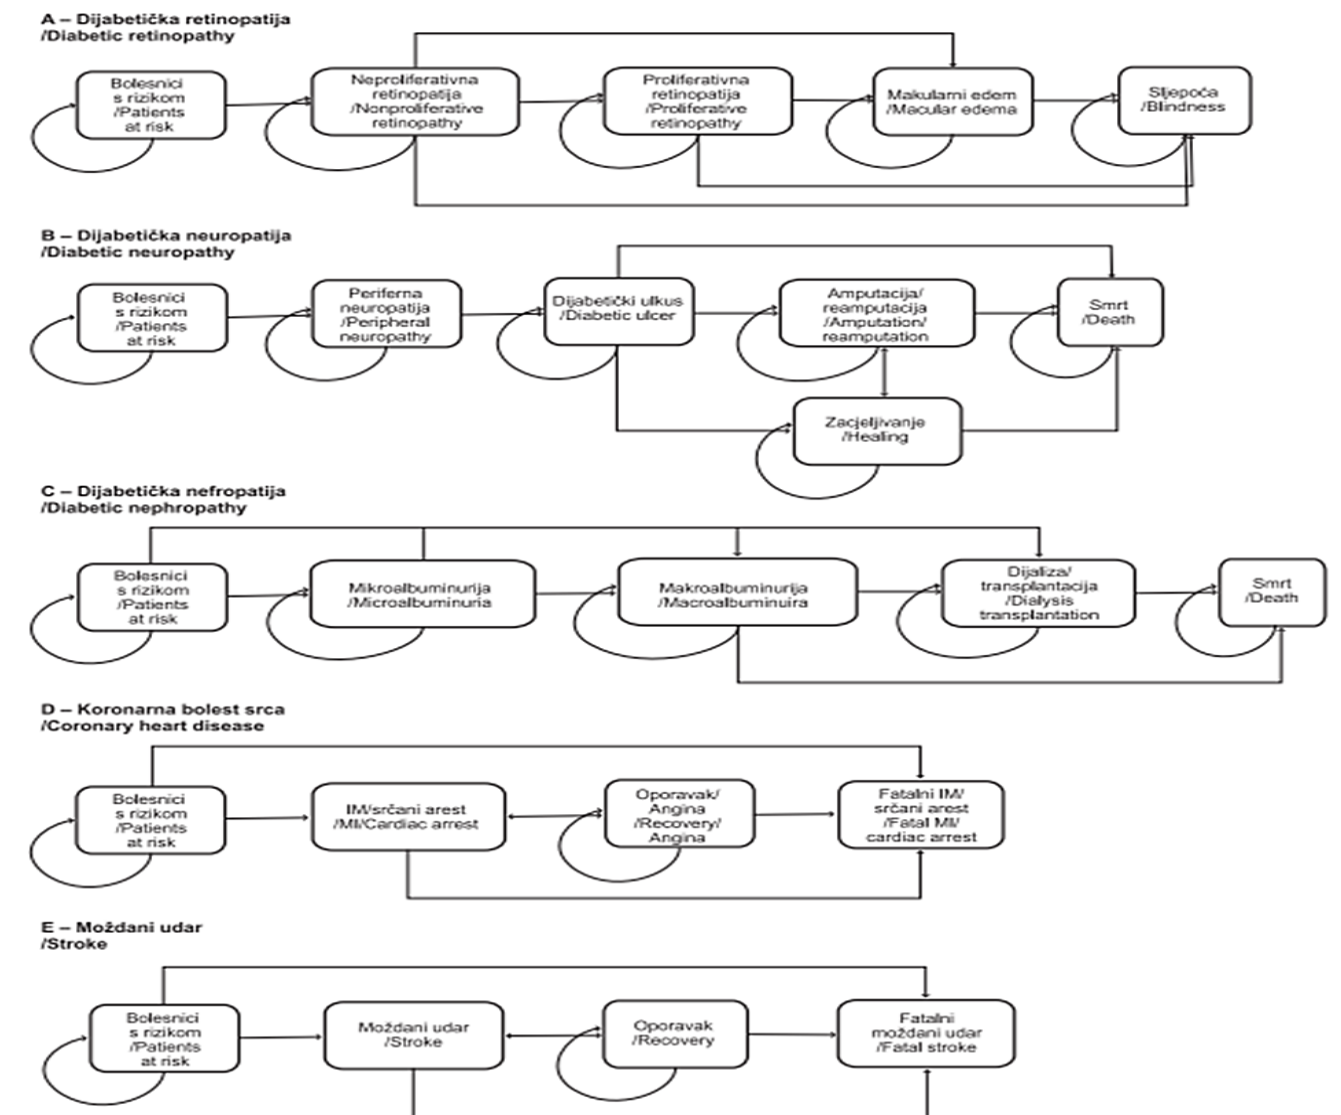 A – Dijabetička retinopatija
/Diabetic retinopathy
Bolesnici
s rizikom
/Patients
at risk
Neproliferativna
retinopatija
/Nonproliferative
retinopathy
Proliferativna
retinopatija
/Proliferative
retinopathy
Makularni edem
/Macular edema
Sljepoća
/Blindness
B – Dijabetička neuropatija
/Diabetic neuropathy
Bolesnici
s rizikom
/Patients
at risk
Periferna
neuropatija
/Peripheral
neuropathy
Dijabetički ulkus
/Diabetic ulcer
Amputacija/
reamputacija
/Amputation/
reamputation
Smrt
/Death
Zacjeljivanje
/Healing
C – Dijabetička nefropatija
/Diabetic nephropathy
Bolesnici
s rizikom
/Patients
at risk
Mikroalbuminurija
/Microalbuminuria
Makroalbuminurija
/Macroalbuminuira
Dijaliza/
transplantacija
/Dialysis
transplantation
Smrt
/Death
D – Koronarna bolest srca
/Coronary heart disease
Bolesnici
s rizikom
/Patients
at risk
IM/srčani arest
/MI/Cardiac arrest
Oporavak/
Angina
/Recovery/
Angina
Fatalni IM/
srčani arest
/Fatal MI/
cardiac arrest
E – Moždani udar
/Stroke
Bolesnici
s rizikom
/Patients
at risk
Moždani udar
/Stroke
Oporavak
/Recovery
Fatalni
moždani udar
/Fatal stroke